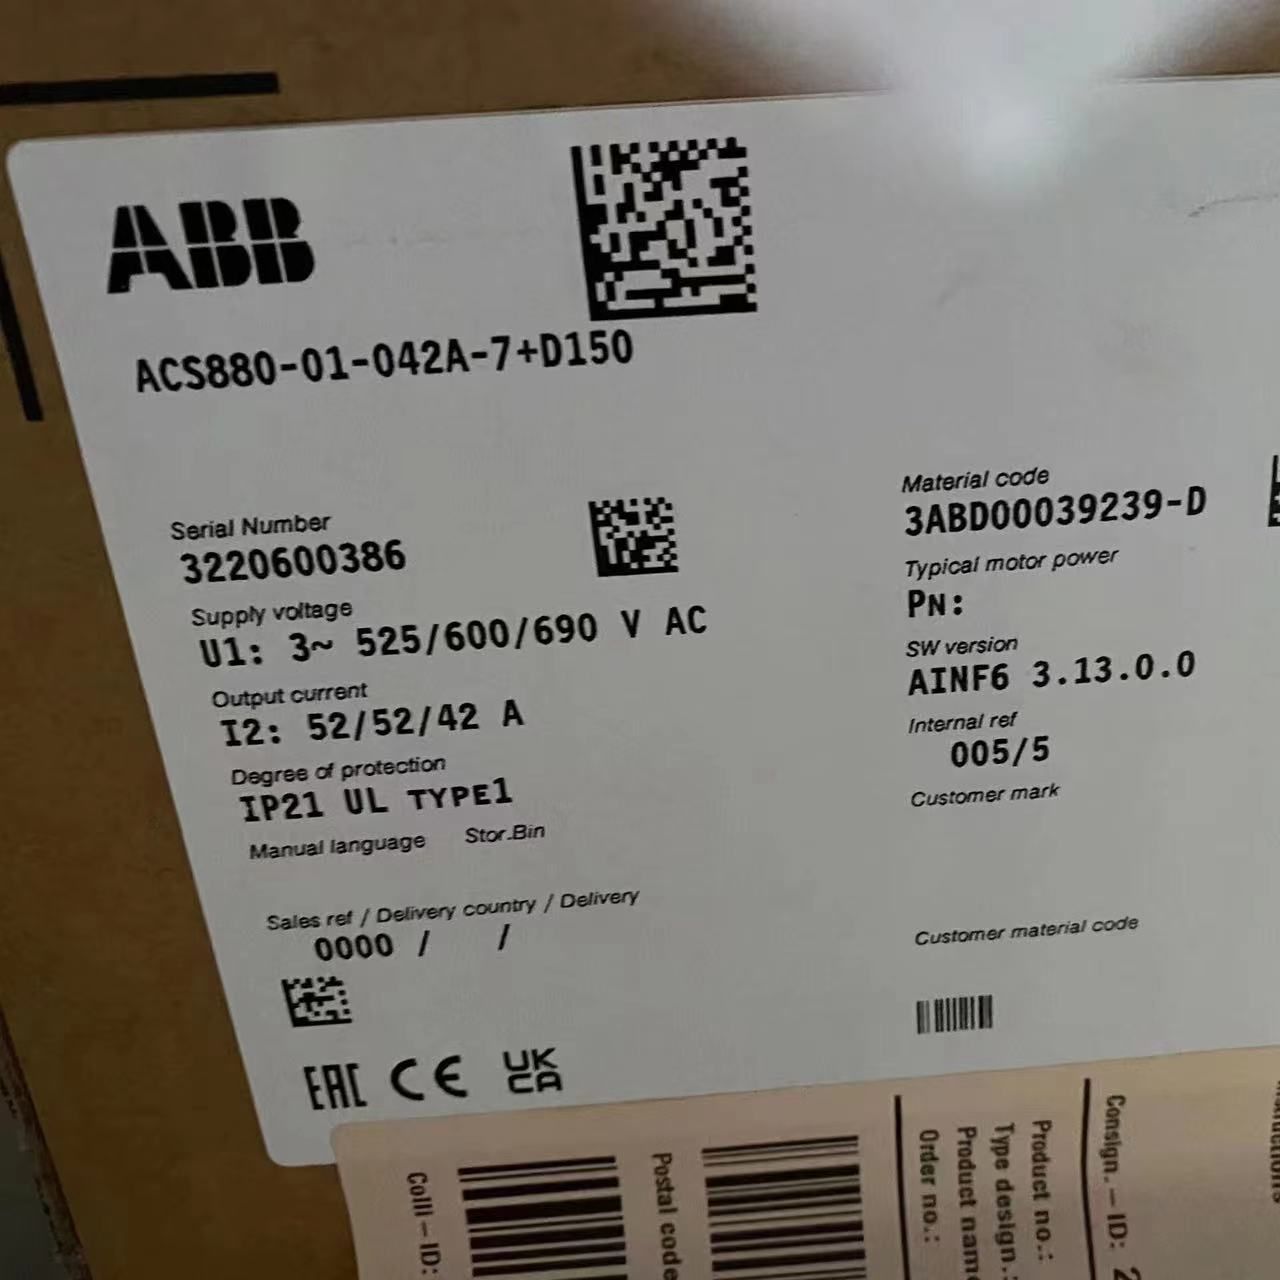 ABB
ACS880-01-042A-7+D150
Serial Number
3220600386
Supply voltage
U1: 3~ 525/600/690 V AC
Output current
I2: 52/52/42 A
Degree of protection
IP21 UL TYPE1
Manual language Stor.Bin
Sales ref / Delivery country / Delivery
0000 / /
Material code
3ABD00039239-D
Typical motor power
PN:
SW version
AINF6 3.13.0.0
Internal ref
005/5
Customer mark
Customer material code
EAC CE UK CA
Colli-ID:
Postal code
Order no.:
Product name
Type design.:
Product no.:
Consign.-ID: 2